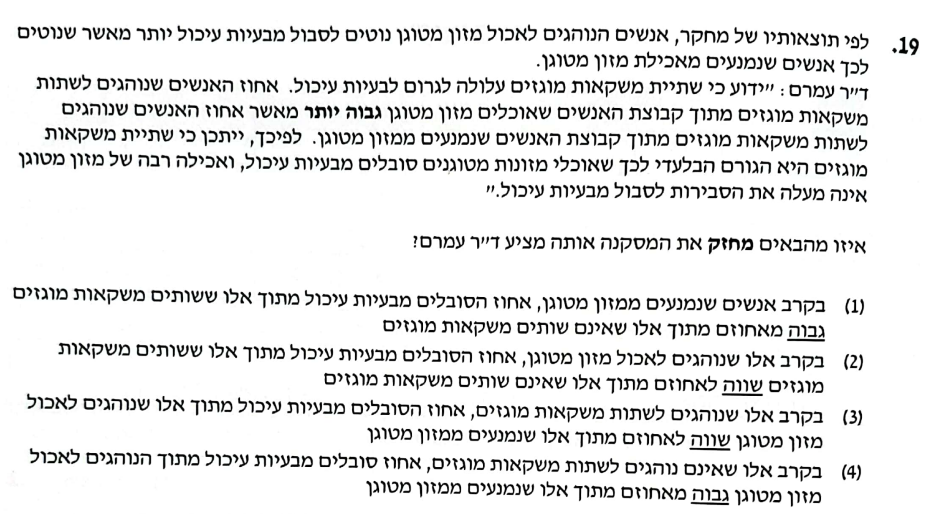 19. לפי תוצאותיו של מחקר, אנשים הנוהגים לאכול מזון מטוגן נוטים לסבול מבעיות עיכול יותר מאשר שנוטים
לכך אנשים שנמנעים מאכילת מזון מטוגן.
ד״ר עמרם: ״ידוע כי שתיית משקאות מוגזים עלולה לגרום לבעיות עיכול. אחוז האנשים שנוהגים לשתות
משקאות מוגזים מתוך קבוצת האנשים שאוכלים מזון מטוגן גבוה יותר מאשר אחוז האנשים שנוהגים
לשתות משקאות מוגזים מתוך קבוצת האנשים שנמנעים ממזון מטוגן. לפיכך, ייתכן כי שתיית משקאות
מוגזים היא הגורם הבלעדי לכך שאוכלי מזונות מטוגנים סובלים מבעיות עיכול, ואכילה רבה של מזון מטוגן
אינה מעלה את הסבירות לסבול מבעיות עיכול.״
איזו מהבאים מחזק את המסקנה אותה מציע ד״ר עמרם?
(1) בקרב אנשים שנמנעים ממזון מטוגן, אחוז הסובלים מבעיות עיכול מתוך אלו ששותים משקאות מוגזים
גבוה מאחוזם מתוך אלו שאינם שותים משקאות מוגזים
(2) בקרב אלו שנוהגים לאכול מזון מטוגן, אחוז הסובלים מבעיות עיכול מתוך אלו ששותים משקאות
מוגזים שווה לאחוזם מתוך אלו שאינם שותים משקאות מוגזים
(3) בקרב אלו שנוהגים לשתות משקאות מוגזים, אחוז הסובלים מבעיות עיכול מתוך אלו שנוהגים לאכול
מזון מטוגן שווה לאחוזם מתוך אלו שנמנעים ממזון מטוגן
(4) בקרב אלו שאינם נוהגים לשתות משקאות מוגזים, אחוז סובלים מבעיות עיכול מתוך הנוהגים לאכול
מזון מטוגן גבוה מאחוזם מתוך אלו שנמנעים ממזון מטוגן